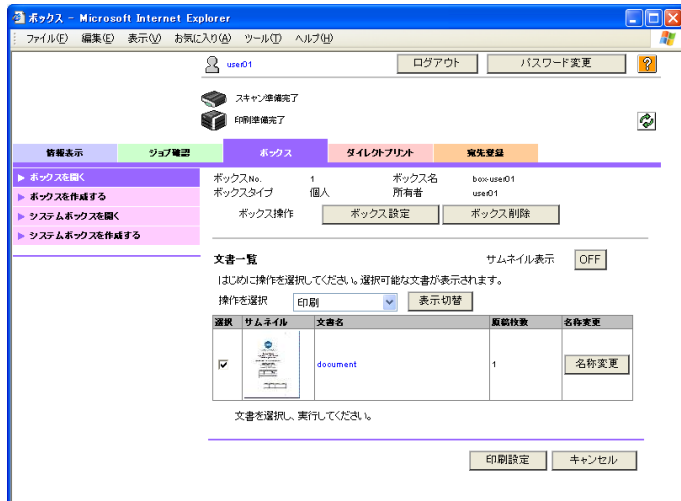 ボックス - Microsoft Internet Explorer
ファイル(F) 編集(E) 表示(V) お気に入り(A) ツール(T) ヘルプ(H)
user01 ログアウト パスワード変更 ?
スキャン準備完了
印刷準備完了
情報表示 ジョブ確認 ボックス ダイレクトプリント 宛先登録
ボックスを開く
ボックスを作成する
システムボックスを開く
システムボックスを作成する
ボックスNo. 1 ボックス名 box-user01
ボックスタイプ 個人 所有者 user01
ボックス操作 ボックス設定 ボックス削除
文書一覧 サムネイル表示 OFF
はじめに操作を選択してください。選択可能な文書が表示されます。
操作を選択 印刷 表示切替
選択 サムネイル 文書名 原稿枚数 名称変更
document 1 名称変更
文書を選択し、実行してください。
印刷設定 キャンセル